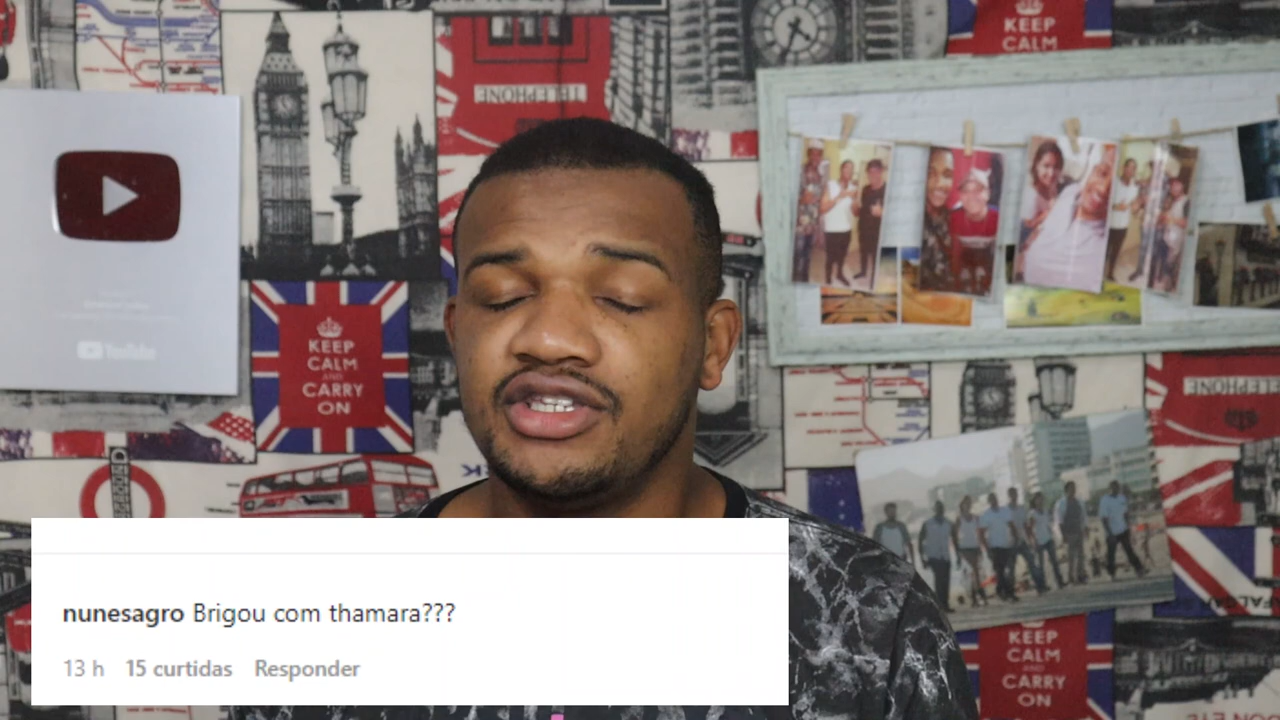 KEEP
CALM
TELEPHONE
YouTube
KEEP
CALM
AND
CARRY
ON
TELEPHONE
nunesagro Brigou com thamara???
13 h 15 curtidas Responder
KEEP
CALM
AND
CARRY
ON